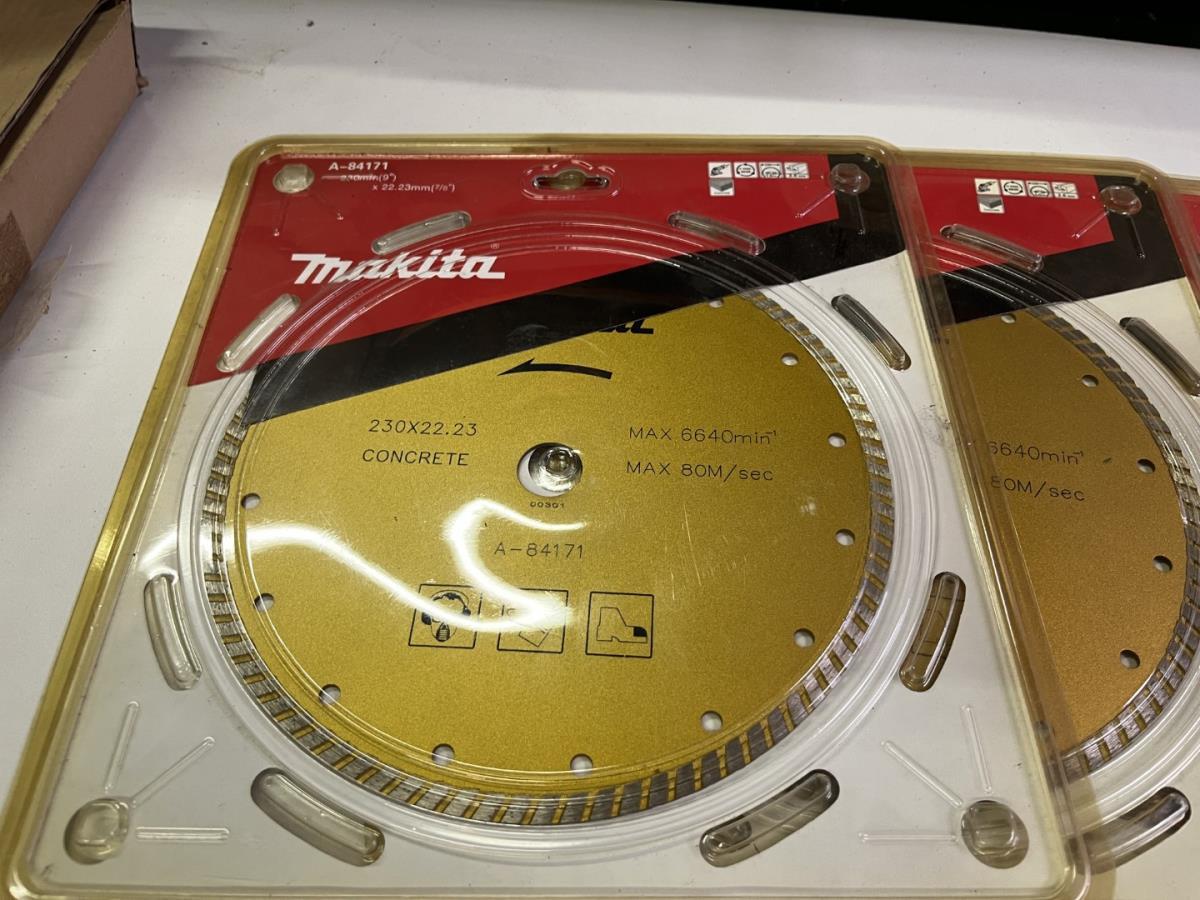 A-84171
230mm(9")
x 22.23mm(7/8")
Makita®
230X22.23
CONCRETE
MAX 6640min⁻¹
MAX 80M/sec
00301
A-84171
6640min⁻¹
80M/sec